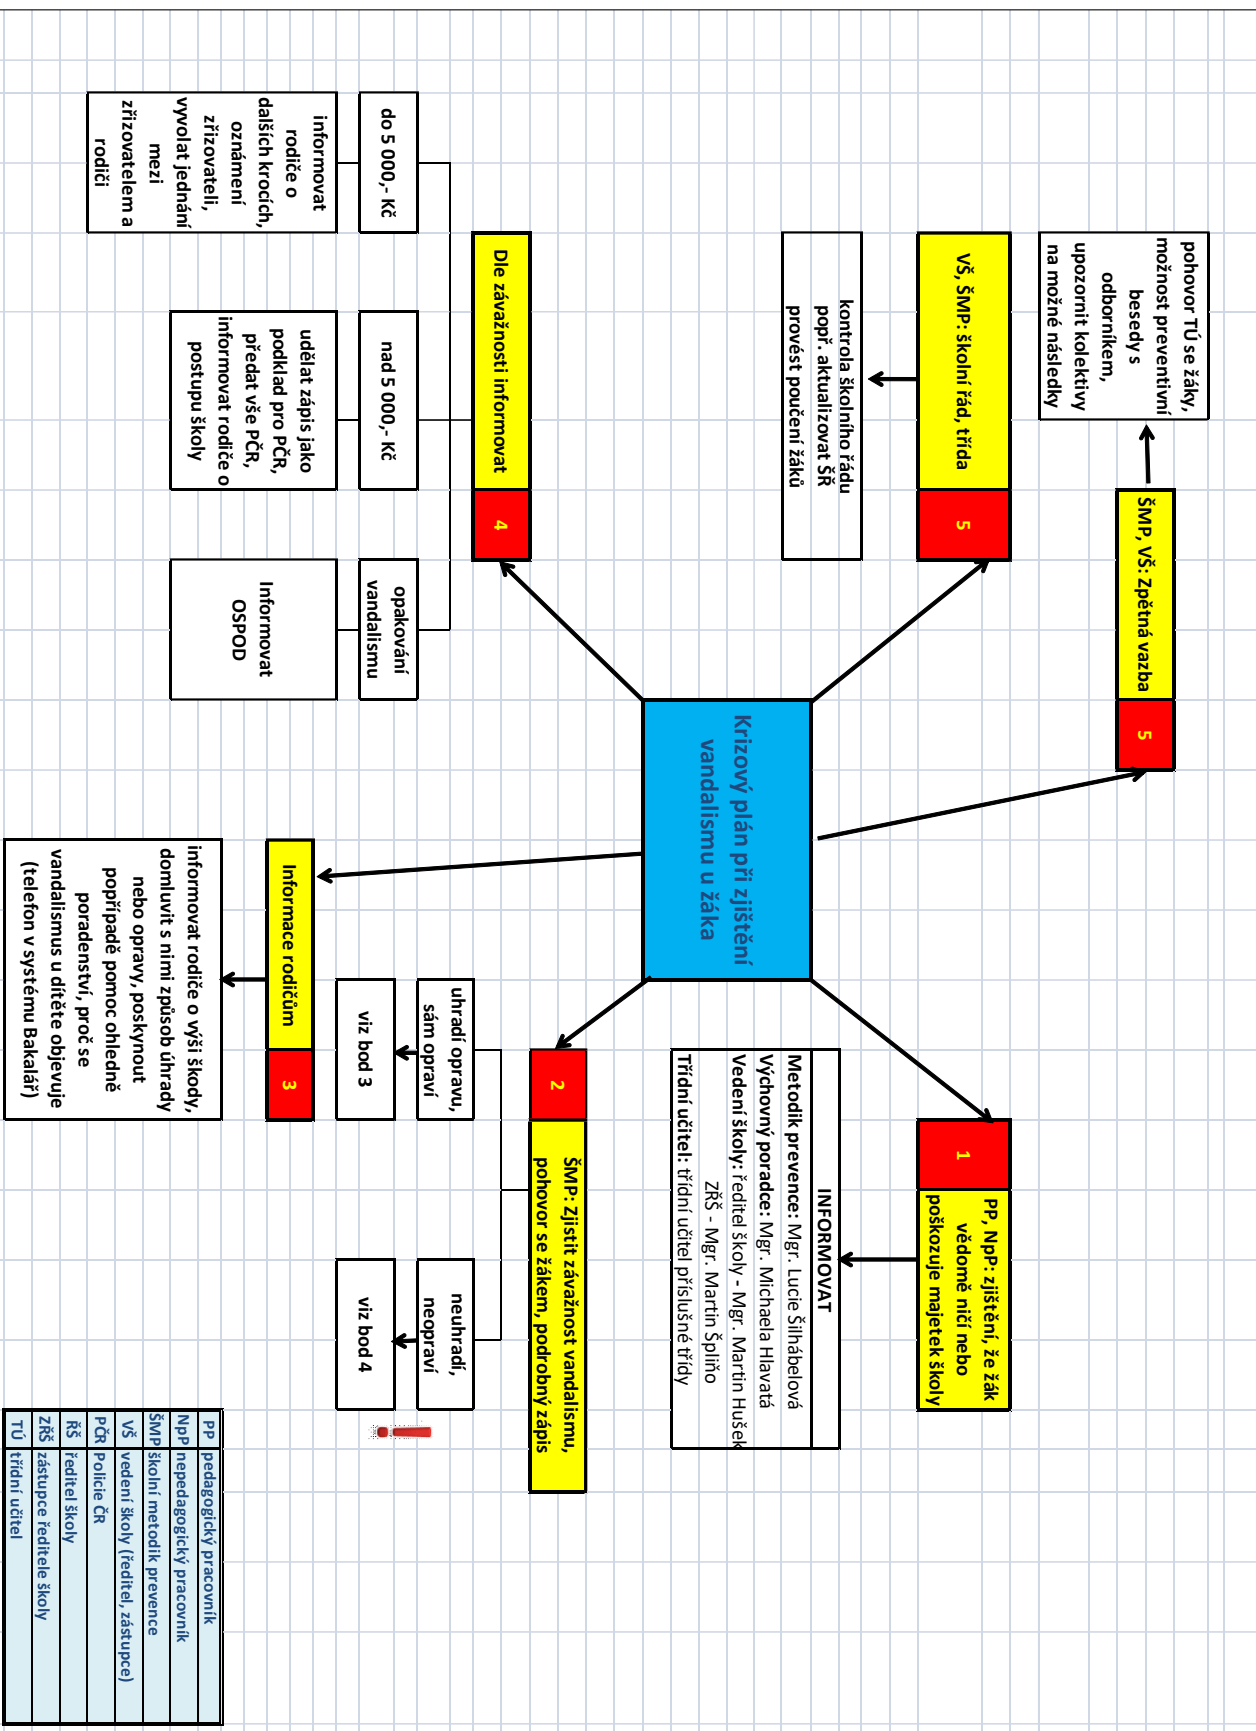 pohovor TÚ se žáky,
možnost preventivní
besedy s
odborníkem,
upozornit kolektivy
na možné následky
ŠMP, VŠ: Zpětná vazba
5
VŠ, ŠMP: školní řád, třída
5
kontrola školního řádu
popř. aktualizovat ŠŘ
provést poučení žáků
1
PP, NpP: zjištění, že žák
vědomě ničí nebo
poškozuje majetek školy
INFORMOVAT
Metodik prevence: Mgr. Lucie Šilhábelová
Výchovný poradce: Mgr. Michaela Hlavatá
Vedení školy: ředitel školy - Mgr. Martin Hušek
ZŘŠ - Mgr. Martin Špliňo
Třídní učitel: třídní učitel příslušné třídy
Krizový plán při zjištění
vandalismu u žáka
Dle závažnosti informovat
4
do 5 000,- Kč
nad 5 000,- Kč
opakování
vandalismu
informovat
rodiče o
dalších krocích,
oznámení
zřizovateli,
vyvolat jednání
mezi
zřizovatelem a
rodiči
udělat zápis jako
podklad pro PČR,
předat vše PČR,
informovat rodiče o
postupu školy
Informovat
OSPOD
2
ŠMP: Zjistit závažnost vandalismu,
pohovor se žákem, podrobný zápis
uhradí opravu,
sám opraví
viz bod 3
neuhradí,
neopraví
viz bod 4
Informace rodičům
3
informovat rodiče o výši škody,
domluvit s nimi způsob úhrady
nebo opravy, poskynout
popřípadě pomoc ohledně
poradenství, proč se
vandalismus u dítěte objevuje
(telefon v systému Bakalář)
PP pedagogický pracovník
NpP nepedagogický pracovník
ŠMP školní metodik prevence
VŠ vedení školy (ředitel, zástupce)
PČR Policie ČR
ŘŠ ředitel školy
ZŘŠ zástupce ředitele školy
TÚ třídní učitel